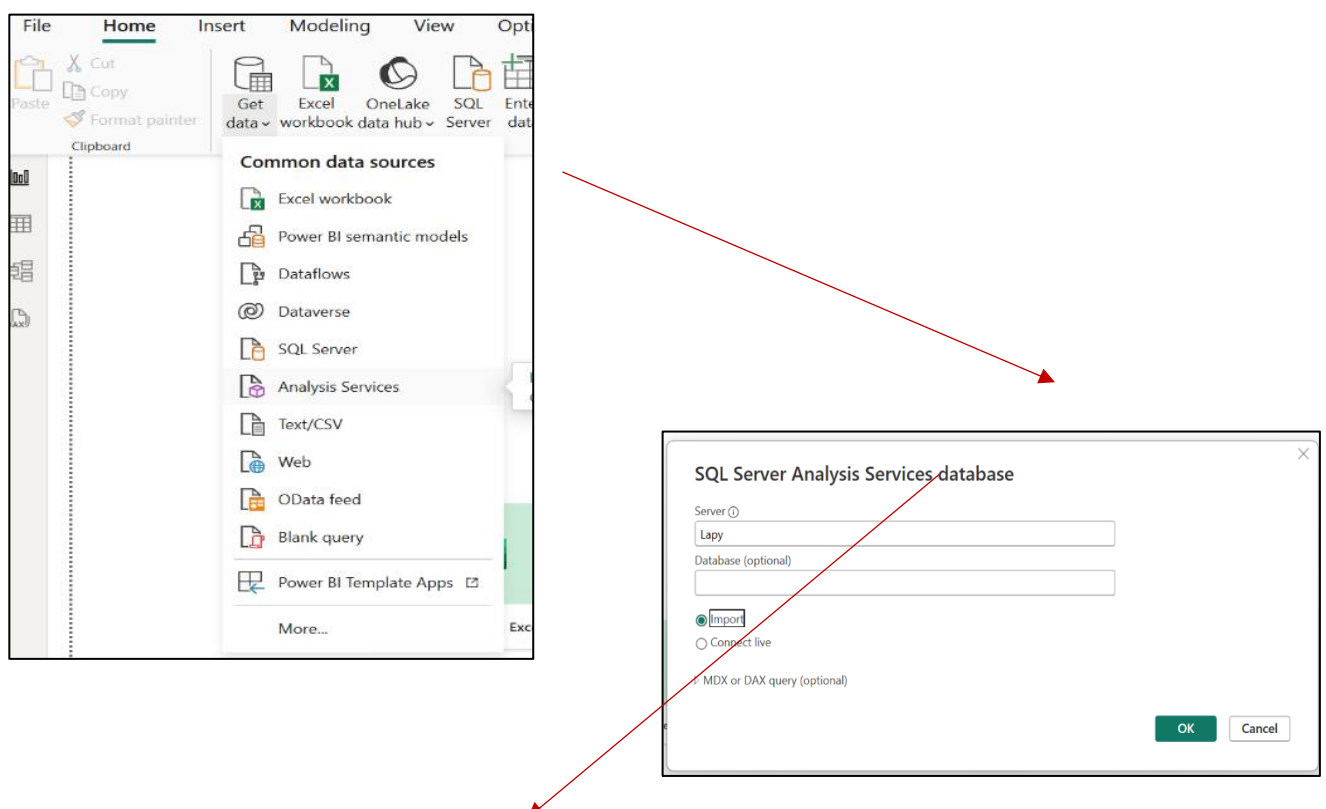 File Home Insert Modeling View Opti
Cut
Copy
Paste
Format painter
Clipboard
Get data
Excel workbook
OneLake data hub
SQL Server
Ente
dat
Common data sources
Excel workbook
Power BI semantic models
Dataflows
Dataverse
SQL Server
Analysis Services
Text/CSV
Web
OData feed
Blank query
Power BI Template Apps
More...
Exc
SQL Server Analysis Services database
Server
Lapy
Database (optional)
Import
Connect live
MDX or DAX query (optional)
OK Cancel